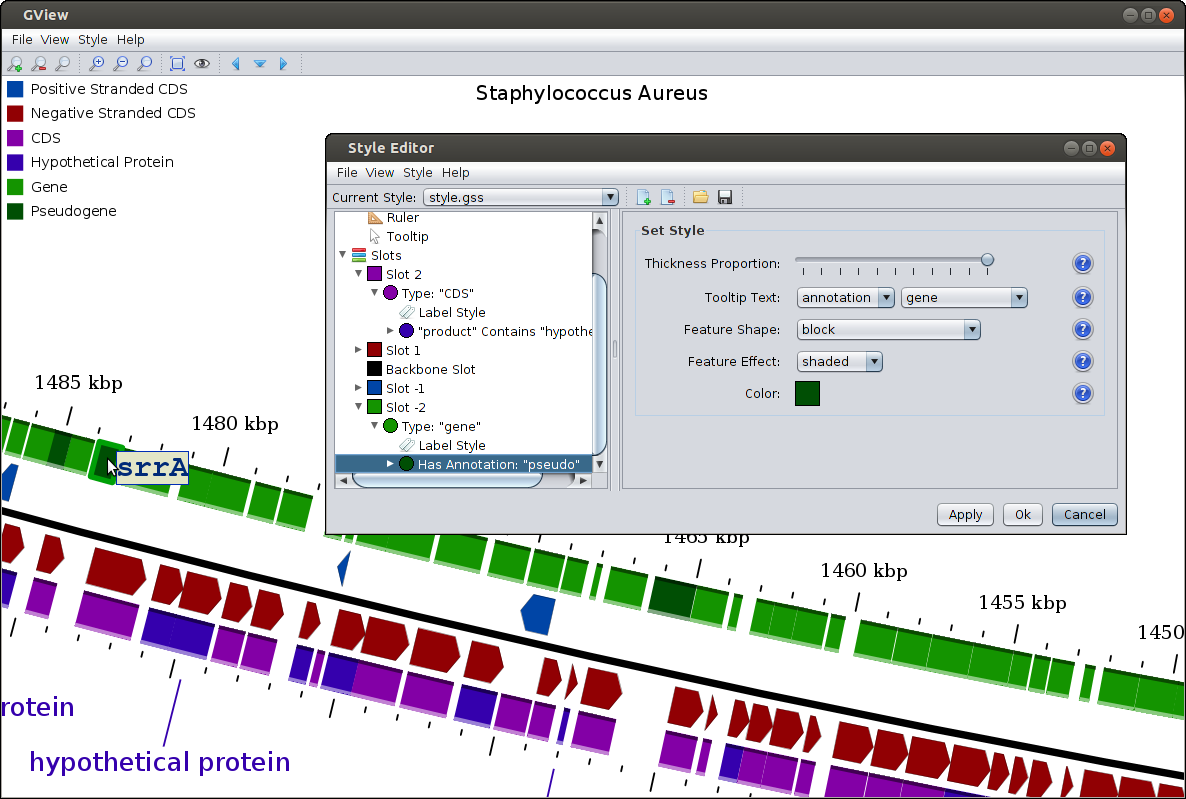 GView
File View Style Help
Positive Stranded CDS
Negative Stranded CDS
CDS
Hypothetical Protein
Gene
Pseudogene
Staphylococcus Aureus
Style Editor
File View Style Help
Current Style: style.gss
Ruler
Tooltip
Slots
Slot 2
Type: "CDS"
Label Style
"product" Contains "hypothe
Slot 1
Backbone Slot
Slot -1
Slot -2
Type: "gene"
Label Style
Has Annotation: "pseudo"
Set Style
Thickness Proportion: ?
Tooltip Text: annotation gene ?
Feature Shape: block ?
Feature Effect: shaded ?
Color: ?
Apply Ok Cancel
1485 kbp
1480 kbp
srrA
1465 kbp
1460 kbp
1455 kbp
1450
rotein
hypothetical protein